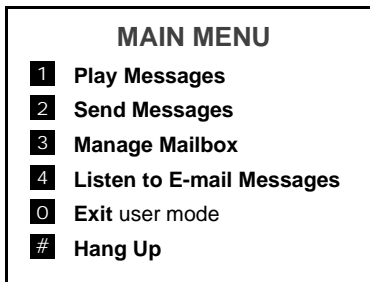 MAIN MENU
1 Play Messages
2 Send Messages
3 Manage Mailbox
4 Listen to E-mail Messages
0 Exit user mode
# Hang Up